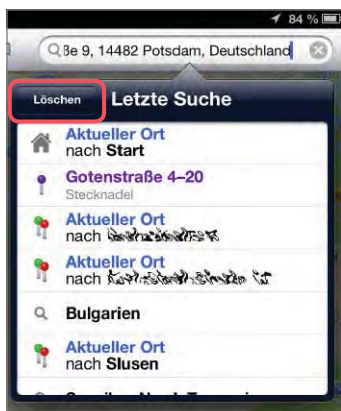 84 %
ße 9, 14482 Potsdam, Deutschland
Löschen
Letzte Suche
Aktueller Ort
nach Start
Gotenstraße 4–20
Stecknadel
Aktueller Ort
nach
Aktueller Ort
nach
Bulgarien
Aktueller Ort
nach Slusen